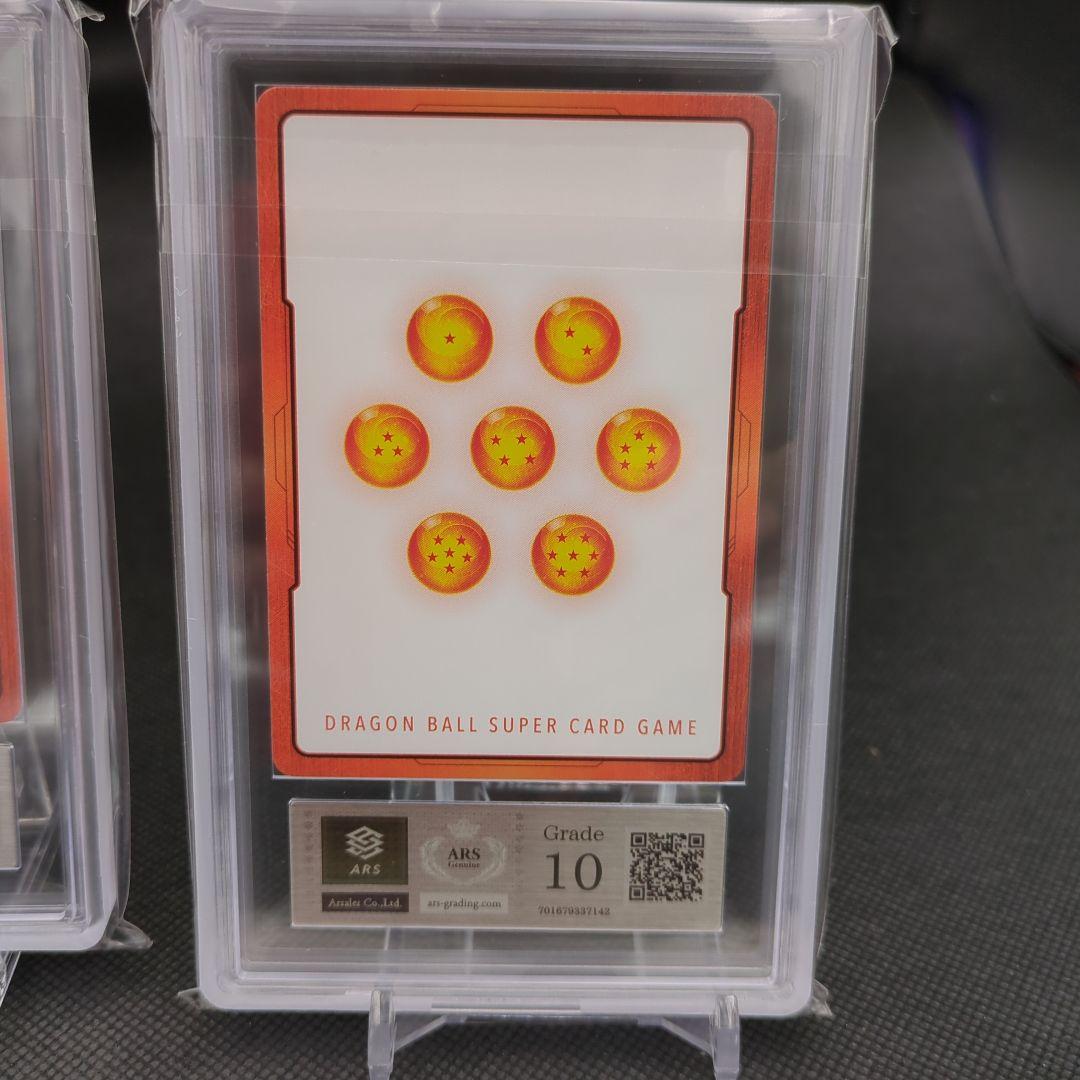 DRAGON BALL SUPER CARD GAME
ARS
Arsales Co.,Ltd.
ARS
Genuine
ars-grading.com
Grade
10
701679337142